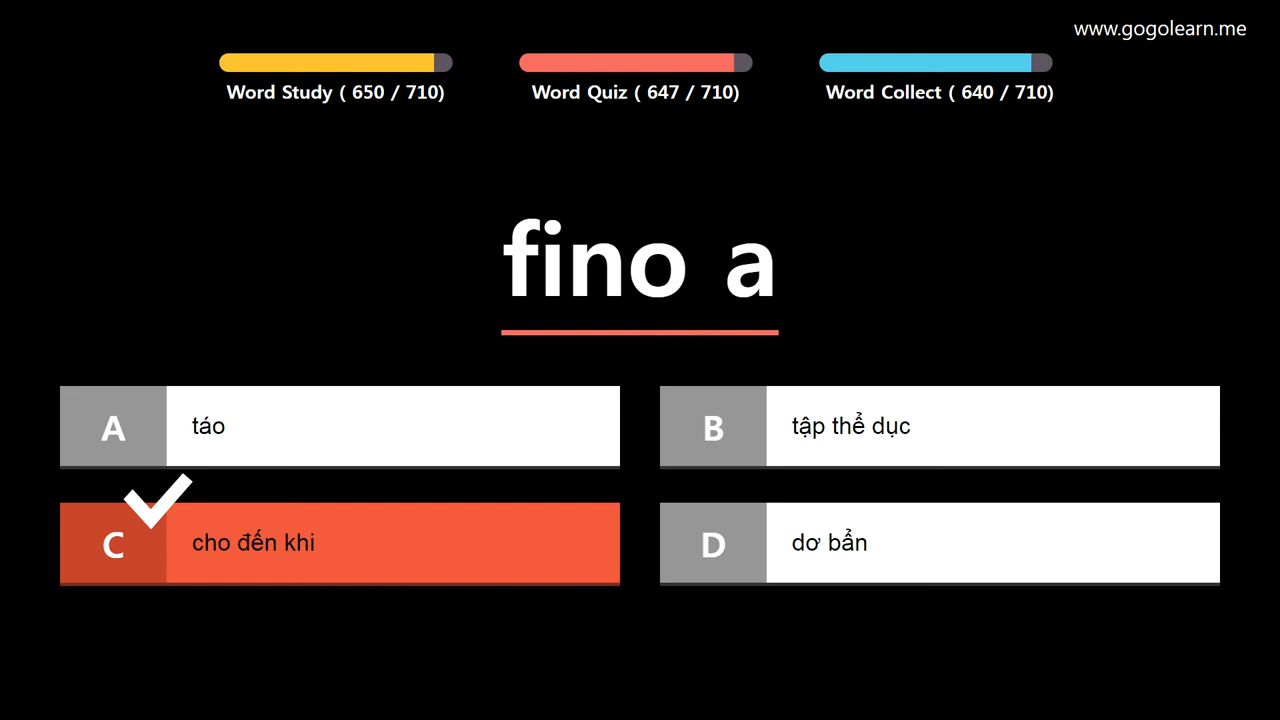 www.gogolearn.me
Word Study ( 650 / 710)
Word Quiz ( 647 / 710)
Word Collect ( 640 / 710)
fino a
A táo
B tập thể dục
C cho đến khi
D dơ bẩn